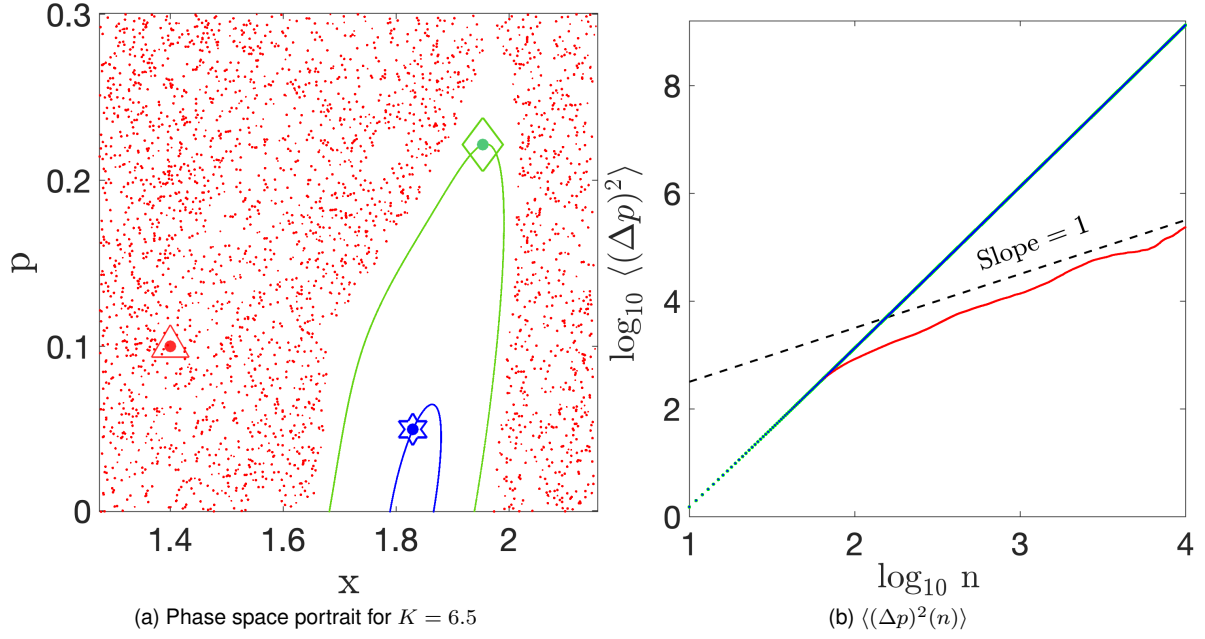 0.3
0.2
0.1
0
p
1.4
1.6
1.8
2
x
(a) Phase space portrait for K = 6.5
8
6
4
2
0
log₁₀ ⟨(Δp)²⟩
Slope = 1
1
2
3
4
log₁₀ n
(b) ⟨(Δp)²(n)⟩